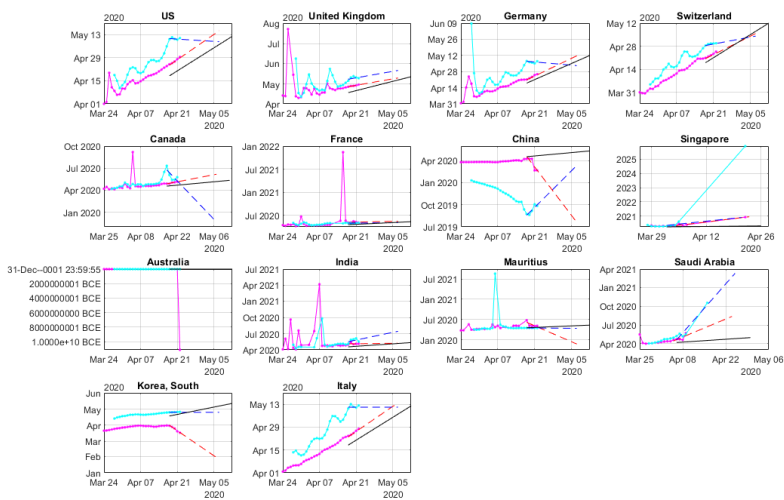 2020 US
May 13
Apr 29
Apr 15
Apr 01
Mar 24 Apr 07 Apr 21 May 05
2020
United Kingdom
Aug
Jul
Jun
May
Apr
Mar 24 Apr 07 Apr 21 May 05
2020
Jun 09 2020 Germany
May 26
May 12
Apr 28
Apr 14
Mar 31
Mar 24 Apr 07 Apr 21 May 05
2020
May 12 2020 Switzerland
Apr 28
Apr 14
Mar 31
Mar 24 Apr 07 Apr 21 May 05
2020
Canada
Oct 2020
Jul 2020
Apr 2020
Jan 2020
Mar 25 Apr 08 Apr 22 May 06
2020
France
Jan 2022
Jul 2021
Jan 2021
Jul 2020
Mar 24 Apr 07 Apr 21 May 05
2020
China
Apr 2020
Jan 2020
Oct 2019
Jul 2019
Mar 24 Apr 07 Apr 21 May 05
2020
Singapore
2025
2024
2023
2022
2021
Mar 29 Apr 12 Apr 26
2020
Australia
31-Dec--0001 23:59:55
2000000001 BCE
4000000001 BCE
6000000000 BCE
8000000001 BCE
1.0000e+10 BCE
Mar 24 Apr 07 Apr 21 May 05
2020
India
Jul 2021
Apr 2021
Jan 2021
Oct 2020
Jul 2020
Apr 2020
Mar 24 Apr 07 Apr 21 May 05
2020
Mauritius
Jul 2021
Jan 2021
Jul 2020
Jan 2020
Mar 24 Apr 07 Apr 21 May 05
2020
Saudi Arabia
Apr 2021
Jan 2021
Oct 2020
Jul 2020
Apr 2020
Mar 25 Apr 08 Apr 22 May 06
2020
2020 Korea, South
Jun
May
Apr
Mar
Feb
Jan
Mar 24 Apr 07 Apr 21 May 05
2020
2020 Italy
May 13
Apr 29
Apr 15
Apr 01
Mar 24 Apr 07 Apr 21 May 05
2020